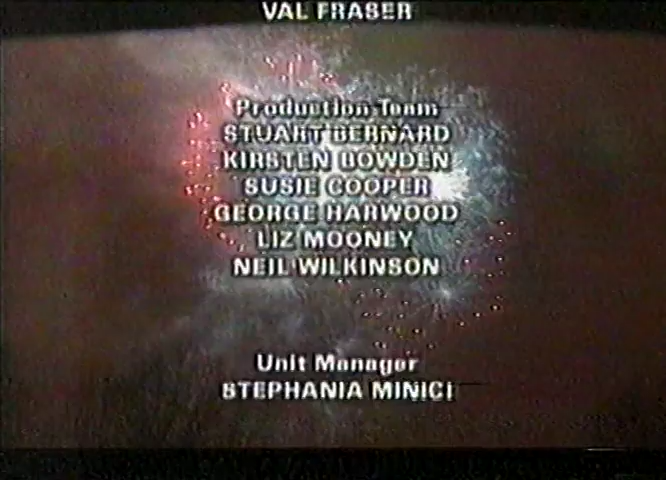 VAL FRASER
Production Team
STUART BERNARD
KIRSTEN BOWDEN
SUSIE COOPER
GEORGE HARWOOD
LIZ MOONEY
NEIL WILKINSON
Unit Manager
STEPHANIA MINICI